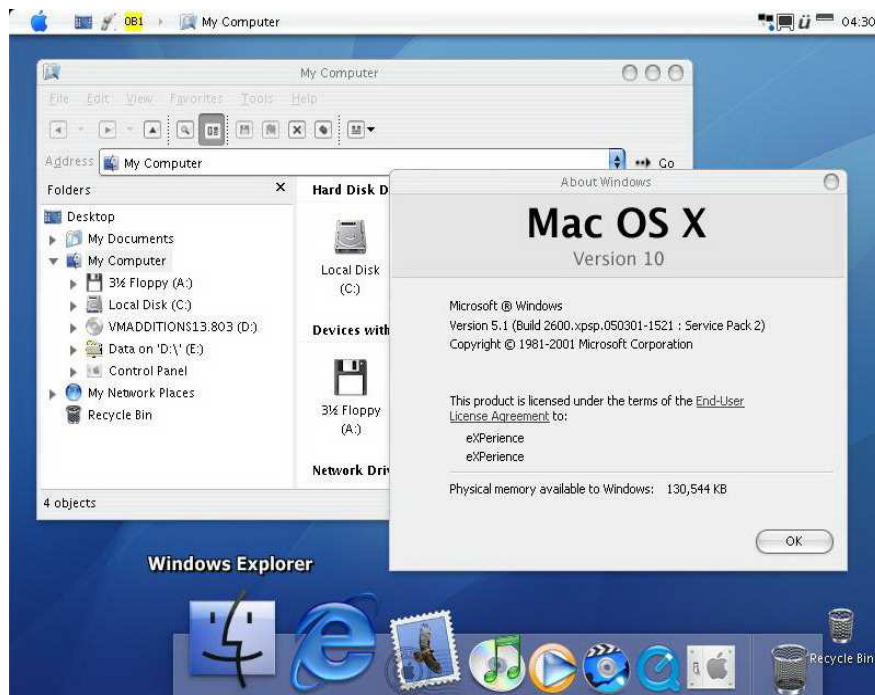 OB1 My Computer ü 04:30
My Computer
File Edit View Favorites Tools Help
Address My Computer Go
Folders X
Desktop
My Documents
My Computer
3½ Floppy (A:)
Local Disk (C:)
VMADDITIONS13.803 (D:)
Data on 'D:\' (E:)
Control Panel
My Network Places
Recycle Bin
Hard Disk D
Local Disk
(C:)
Devices with
3½ Floppy
(A:)
Network Driv
4 objects
About Windows
Mac OS X
Version 10
Microsoft ® Windows
Version 5.1 (Build 2600.xpsp.050301-1521 : Service Pack 2)
Copyright © 1981-2001 Microsoft Corporation
This product is licensed under the terms of the End-User
License Agreement to:
eXPerience
eXPerience
Physical memory available to Windows: 130,544 KB
OK
Windows Explorer
Recycle Bin